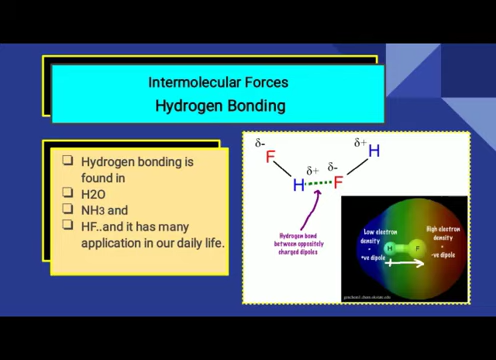 Intermolecular Forces
Hydrogen Bonding
❑ Hydrogen bonding is
found in
❑ H2O
❑ NH3 and
❑ HF..and it has many
application in our daily life.
δ-
F
H
δ+
δ-
F
δ+
H
Hydrogen bond
between oppositely
charged dipoles
Low electron
density
+
+ve dipole
H
F
High electron
density
-ve dipole